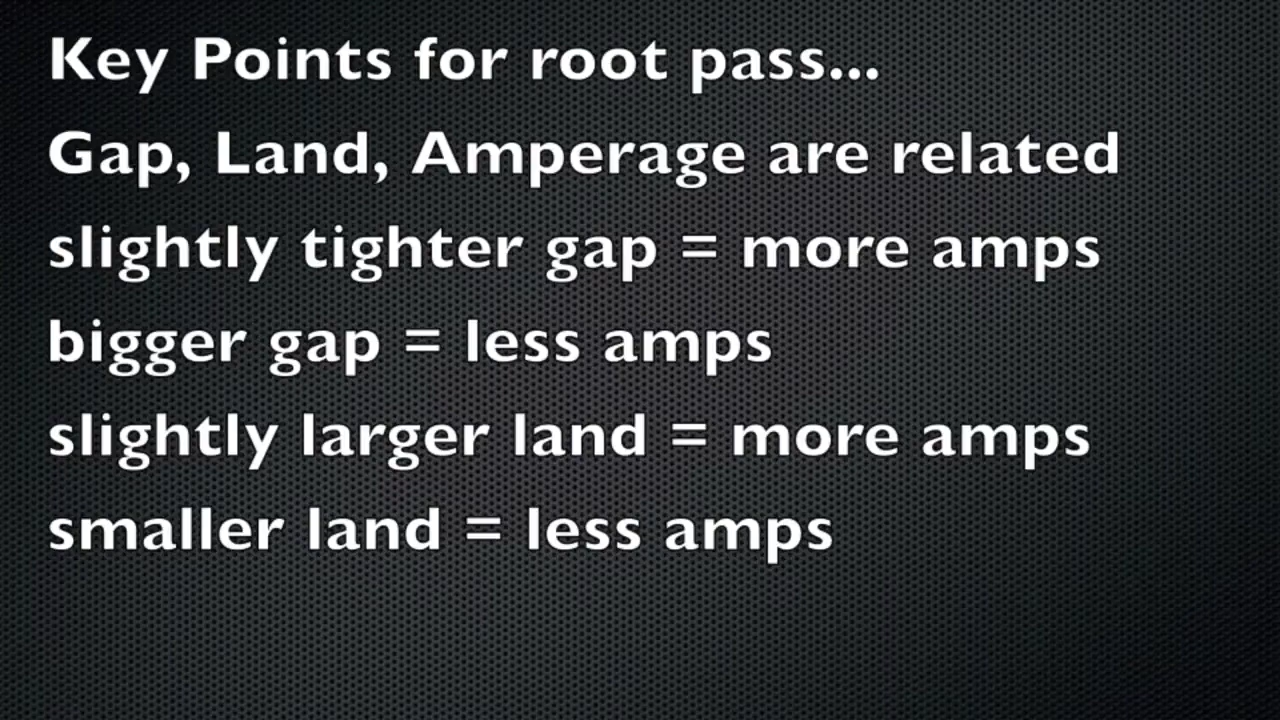 Key Points for root pass...
Gap, Land, Amperage are related
slightly tighter gap = more amps
bigger gap = less amps
slightly larger land = more amps
smaller land = less amps